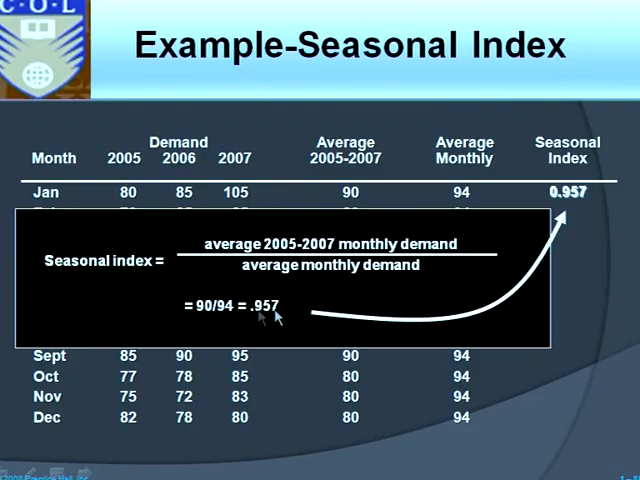 C·O·L
Example-Seasonal Index
Demand Average Average Seasonal
Month 2005 2006 2007 2005-2007 Monthly Index
Jan 80 85 105 90 94 0.957
average 2005-2007 monthly demand
Seasonal index =
average monthly demand
= 90/94 = .957
Sept 85 90 95 90 94
Oct 77 78 85 80 94
Nov 75 72 83 80 94
Dec 82 78 80 80 94